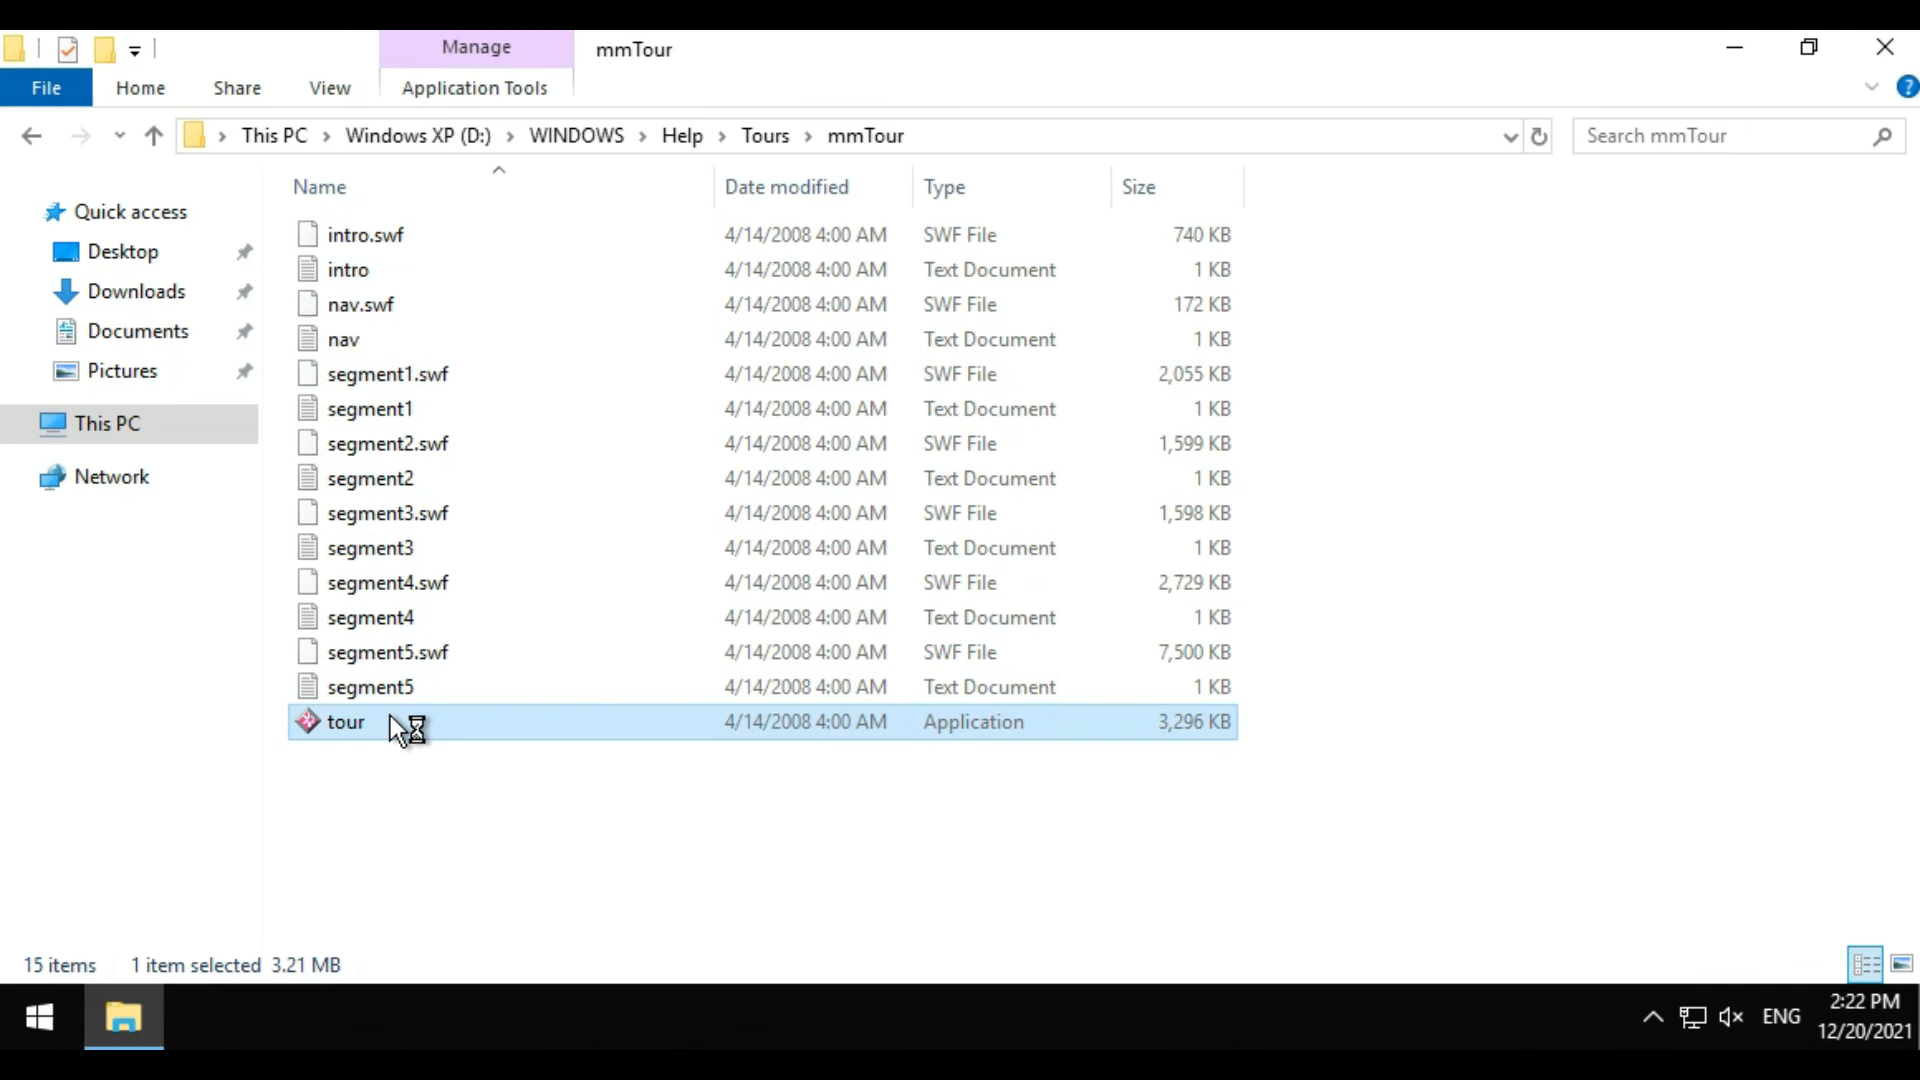 Manage
mmTour
File
Home
Share
View
Application Tools
?
This PC
Windows XP (D:)
WINDOWS
Help
Tours
mmTour
Search mmTour
Quick access
Desktop
Downloads
Documents
Pictures
This PC
Network
Name
Date modified
Type
Size
intro.swf 4/14/2008 4:00 AM SWF File 740 KB
intro 4/14/2008 4:00 AM Text Document 1 KB
nav.swf 4/14/2008 4:00 AM SWF File 172 KB
nav 4/14/2008 4:00 AM Text Document 1 KB
segment1.swf 4/14/2008 4:00 AM SWF File 2,055 KB
segment1 4/14/2008 4:00 AM Text Document 1 KB
segment2.swf 4/14/2008 4:00 AM SWF File 1,599 KB
segment2 4/14/2008 4:00 AM Text Document 1 KB
segment3.swf 4/14/2008 4:00 AM SWF File 1,598 KB
segment3 4/14/2008 4:00 AM Text Document 1 KB
segment4.swf 4/14/2008 4:00 AM SWF File 2,729 KB
segment4 4/14/2008 4:00 AM Text Document 1 KB
segment5.swf 4/14/2008 4:00 AM SWF File 7,500 KB
segment5 4/14/2008 4:00 AM Text Document 1 KB
tour 4/14/2008 4:00 AM Application 3,296 KB
15 items
1 item selected 3.21 MB
ENG
2:22 PM
12/20/2021